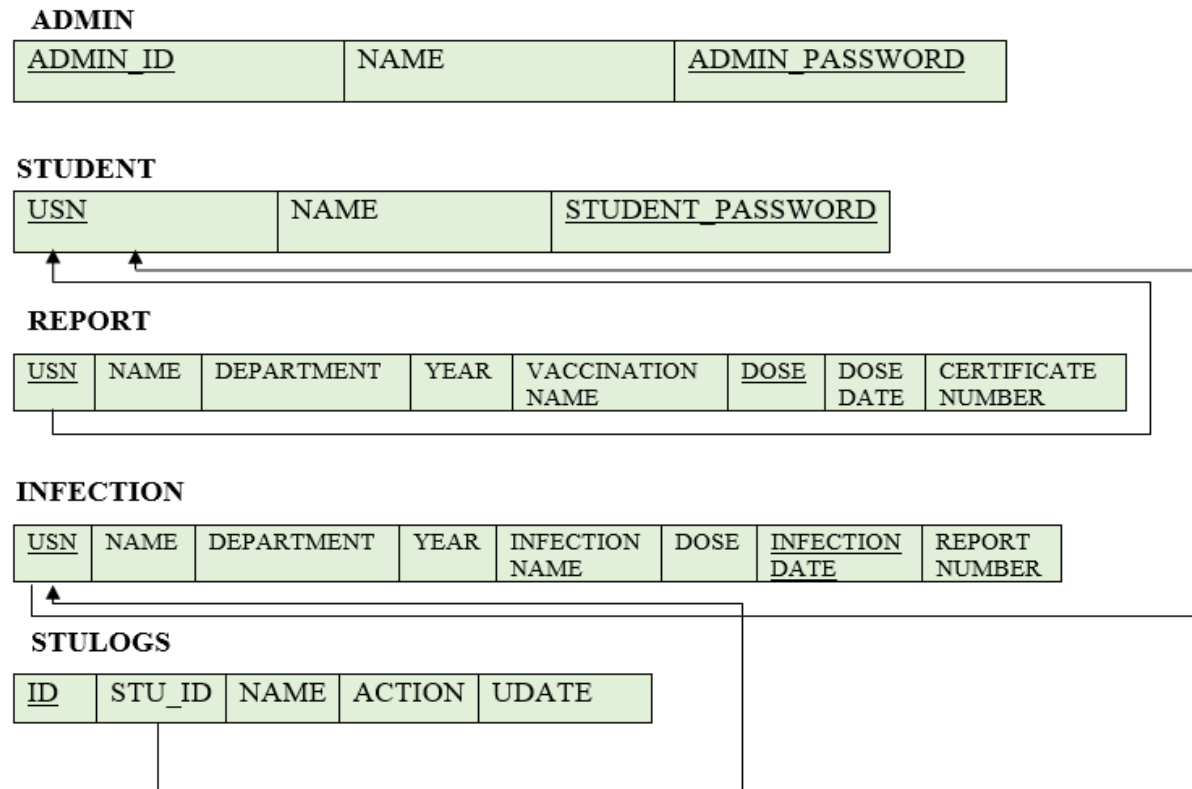 ADMIN
ADMIN_ID NAME ADMIN_PASSWORD
STUDENT
USN NAME STUDENT_PASSWORD
REPORT
USN NAME DEPARTMENT YEAR VACCINATION NAME DOSE DOSE DATE CERTIFICATE NUMBER
INFECTION
USN NAME DEPARTMENT YEAR INFECTION NAME DOSE INFECTION DATE REPORT NUMBER
STULOGS
ID STU_ID NAME ACTION UDATE